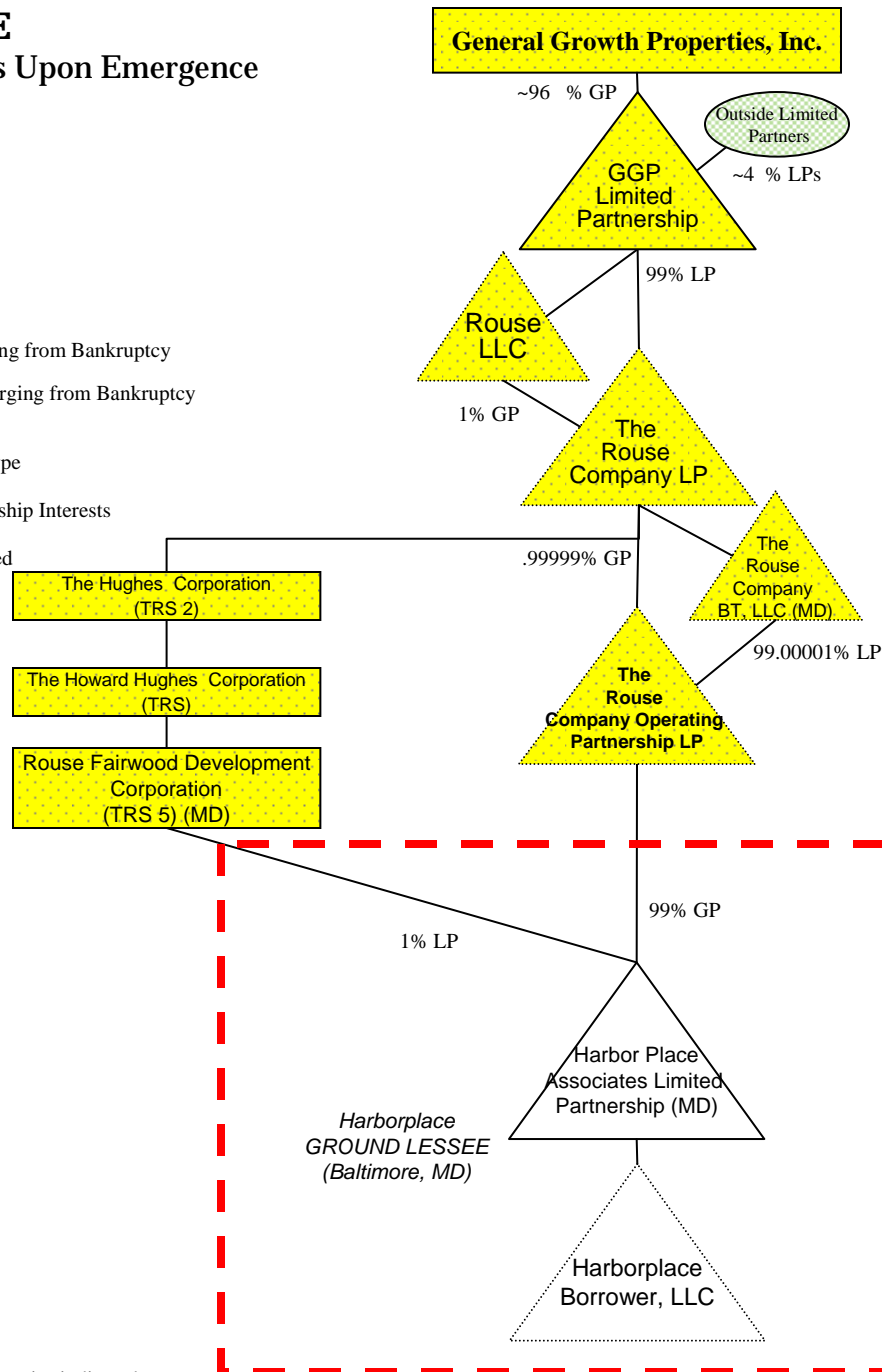 E
s Upon Emergence
General Growth Properties, Inc.
~96 % GP
Outside Limited
Partners
~4 % LPs
GGP
Limited
Partnership
99% LP
Rouse
LLC
ng from Bankruptcy
rging from Bankruptcy
1% GP
The
Rouse
Company LP
pe
ship Interests
ed
.99999% GP
The
Rouse
Company
BT, LLC (MD)
The Hughes Corporation
(TRS 2)
99.00001% LP
The Howard Hughes Corporation
(TRS)
The
Rouse
Company Operating
Partnership LP
Rouse Fairwood Development
Corporation
(TRS 5) (MD)
99% GP
1% LP
Harbor Place
Associates Limited
Partnership (MD)
Harborplace
GROUND LESSEE
(Baltimore, MD)
Harborplace
Borrower, LLC